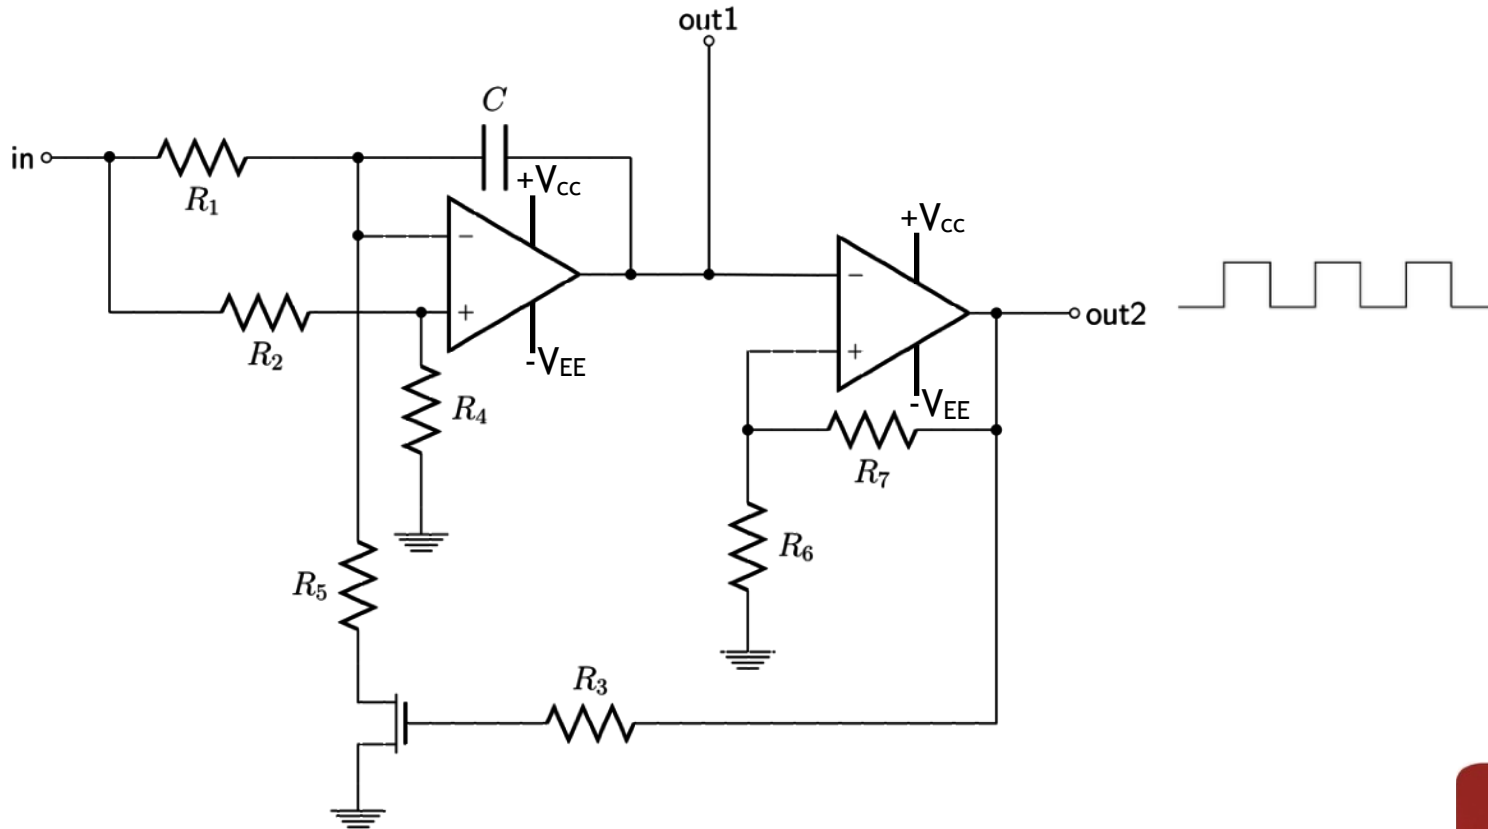 out1
C
in
+VCC
R1
-
+
R2
-VEE
+VCC
-
+
out2
-VEE
R4
R7
R6
R5
R3